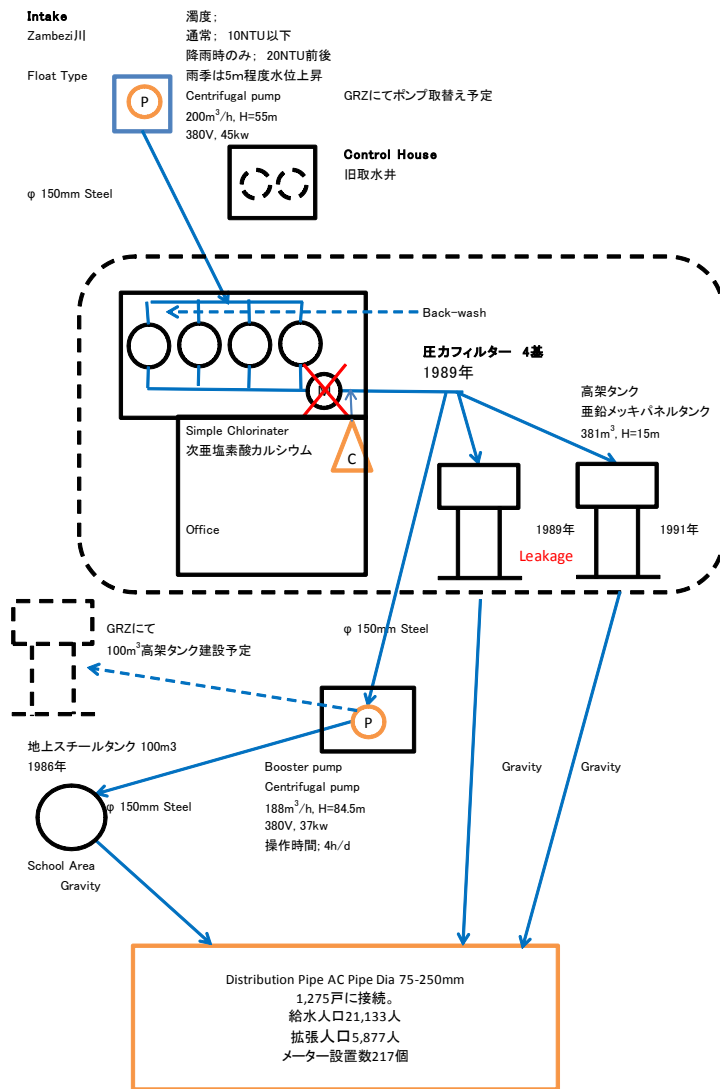 Intake
Zambezi川
Float Type
濁度;
通常; 10NTU以下
降雨時のみ; 20NTU前後
雨季は5m程度水位上昇
P
Centrifugal pump
200m³/h, H=55m
380V, 45kw
GRZにてポンプ取替え予定
Control House
旧取水井
φ 150mm Steel
Back-wash
圧力フィルター 4基
1989年
高架タンク
亜鉛メッキパネルタンク
381m³, H=15m
Simple Chlorinater
次亜塩素酸カルシウム
C
Office
1989年
Leakage
1991年
GRZにて
100m³高架タンク建設予定
φ 150mm Steel
P
地上スチールタンク 100m3
1986年
φ 150mm Steel
Booster pump
Centrifugal pump
188m³/h, H=84.5m
380V, 37kw
操作時間; 4h/d
Gravity
Gravity
School Area
Gravity
Distribution Pipe AC Pipe Dia 75-250mm
1,275戸に接続。
給水人口21,133人
拡張人口5,877人
メーター設置数217個